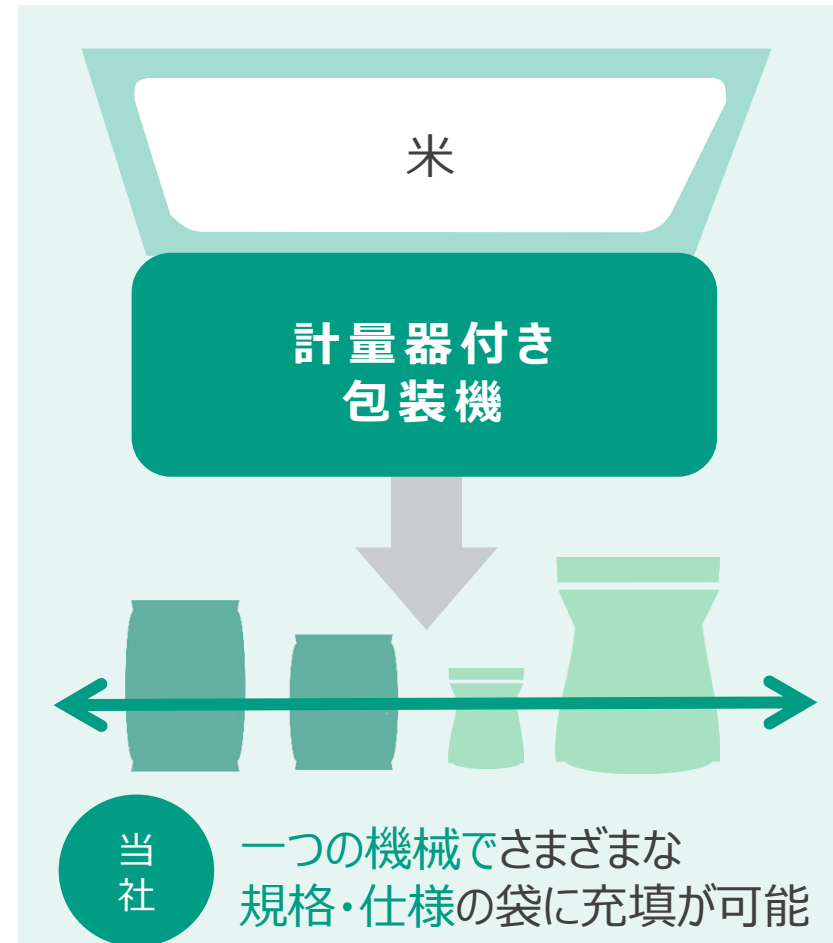 米
計量器付き
包装機
当
社
一つの機械でさまざまな
規格・仕様の袋に充填が可能